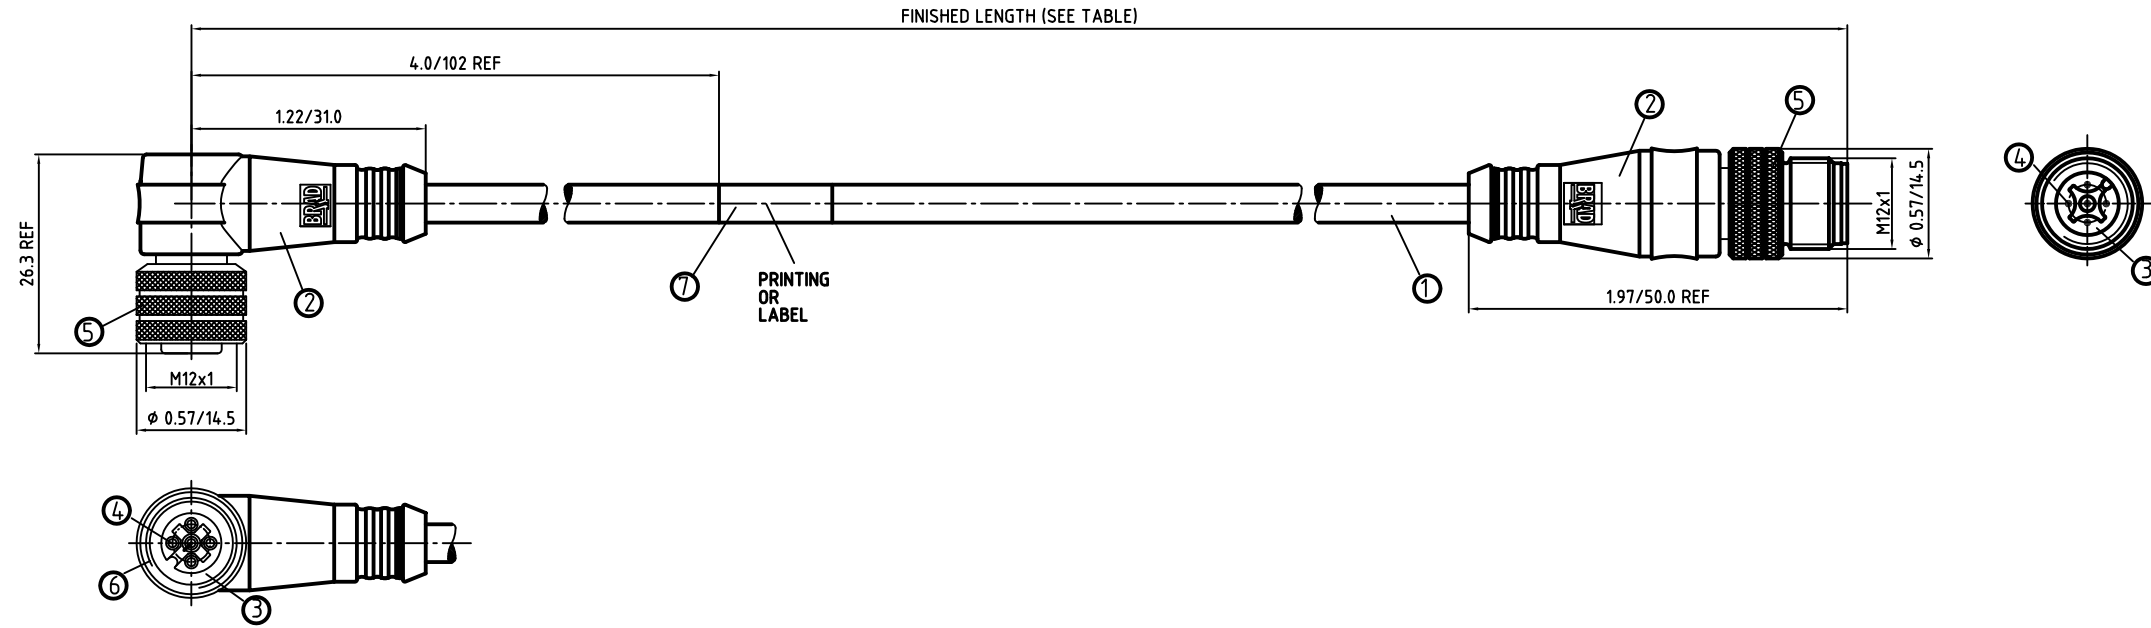 FINISHED LENGTH (SEE TABLE)
4.0/102 REF
1.22/31.0
2
5
4
BRAD
BRAD
M12x1
ϕ 0.57/14.5
26.3 REF
3
7
1
PRINTING
OR
LABEL
2
1.97/50.0 REF
5
M12x1
ϕ 0.57/14.5
4
6
3